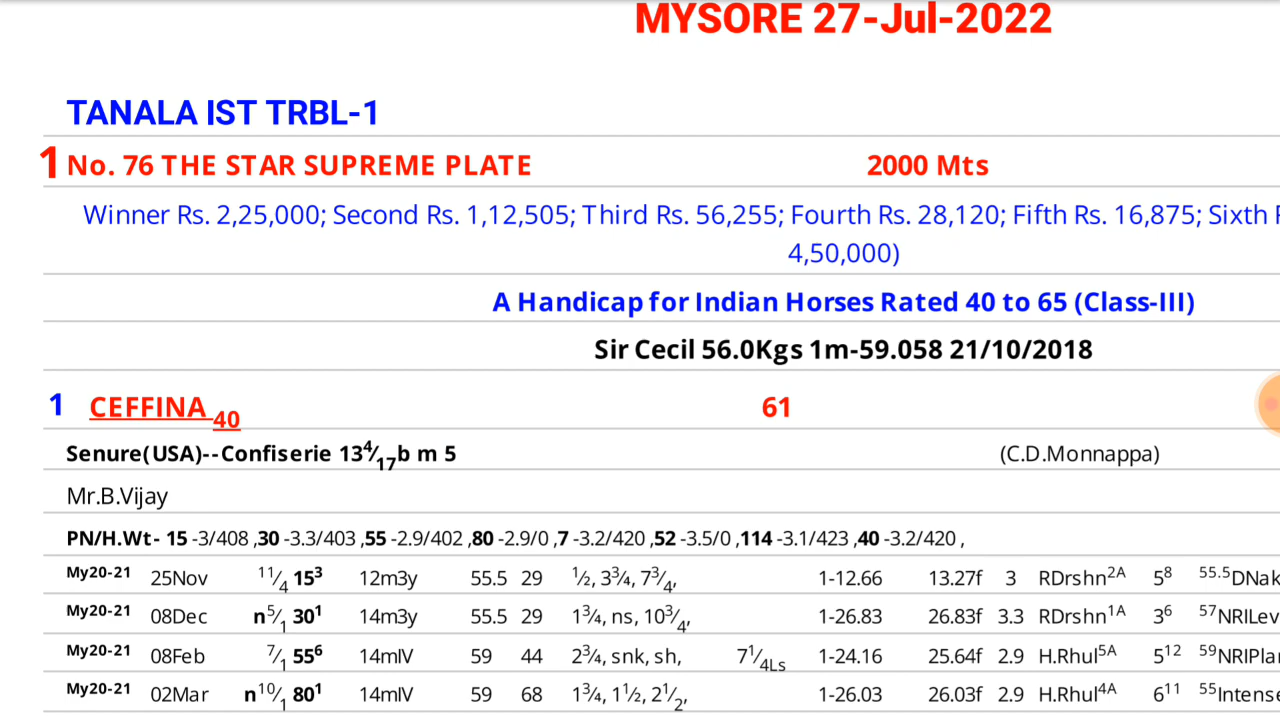 MYSORE 27-Jul-2022
TANALA IST TRBL-1
1 No. 76 THE STAR SUPREME PLATE 2000 Mts
Winner Rs. 2,25,000; Second Rs. 1,12,505; Third Rs. 56,255; Fourth Rs. 28,120; Fifth Rs. 16,875; Sixth
4,50,000)
A Handicap for Indian Horses Rated 40 to 65 (Class-III)
Sir Cecil 56.0Kgs 1m-59.058 21/10/2018
1 CEFFINA 40 61
Senure(USA)--Confiserie 13 4/17 b m 5 (C.D.Monnappa)
Mr.B.Vijay
PN/H.Wt- 15 -3/408 ,30 -3.3/403 ,55 -2.9/402 ,80 -2.9/0 ,7 -3.2/420 ,52 -3.5/0 ,114 -3.1/423 ,40 -3.2/420 ,
My20-21 25Nov 11/4 15³ 12m3y 55.5 29 ½, 3¾, 7¾, 1-12.66 13.27f 3 RDrshn²ᴬ 5⁸ ⁵⁵·⁵DNak
My20-21 08Dec n5/1 30¹ 14m3y 55.5 29 1¾, ns, 10¾, 1-26.83 26.83f 3.3 RDrshn¹ᴬ 3⁶ ⁵⁷NRILev
My20-21 08Feb 7/1 55⁶ 14mIV 59 44 2¾, snk, sh, 7¼Ls 1-24.16 25.64f 2.9 H.Rhul⁵ᴬ 5¹² ⁵⁹NRIPla
My20-21 02Mar n10/1 80¹ 14mIV 59 68 1¾, 1½, 2½, 1-26.03 26.03f 2.9 H.Rhul⁴ᴬ 6¹¹ ⁵⁵Intense